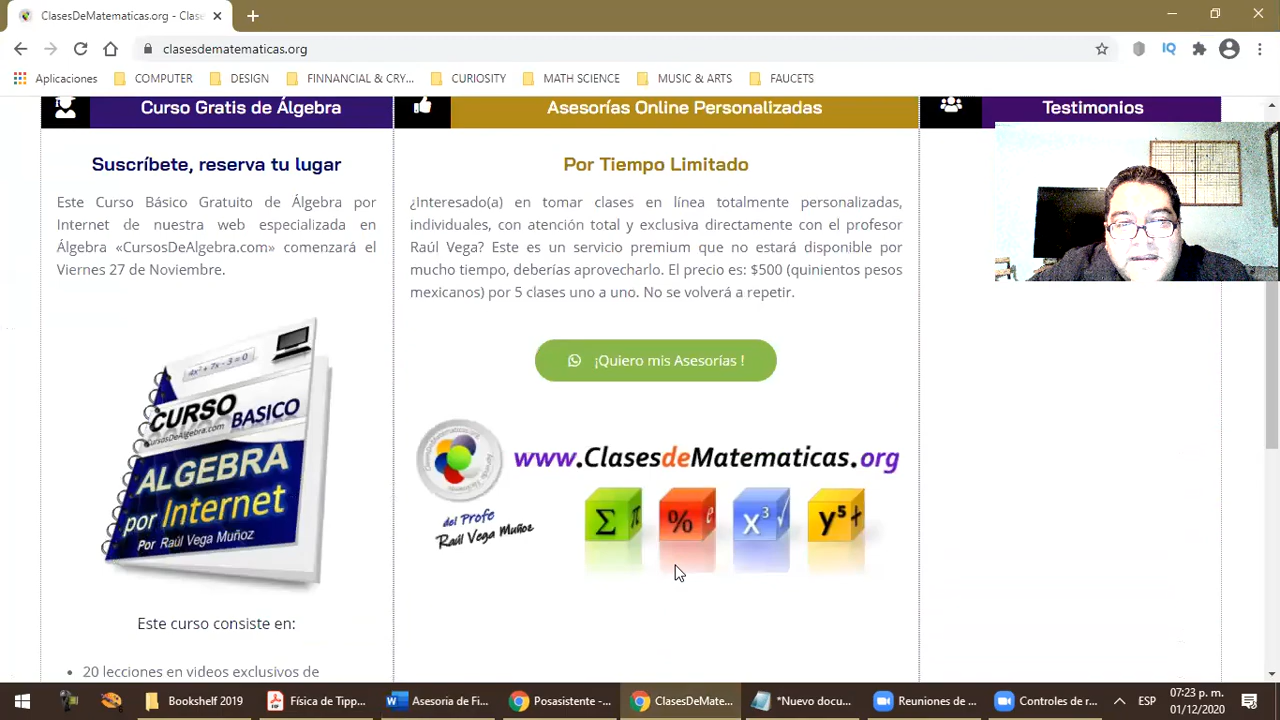 ClasesDeMatematicas.org - Clase
clasesdematematicas.org
IQ
Aplicaciones
COMPUTER
DESIGN
FINNANCIAL & CRY...
CURIOSITY
MATH SCIENCE
MUSIC & ARTS
FAUCETS
Curso Gratis de Álgebra
Asesorías Online Personalizadas
Testimonios
Suscríbete, reserva tu lugar
Este Curso Básico Gratuito de Álgebra por
Internet de nuestra web especializada en
Álgebra «CursosDeAlgebra.com» comenzará el
Viernes 27 de Noviembre.
Por Tiempo Limitado
¿Interesado(a) en tomar clases en línea totalmente personalizadas,
individuales, con atención total y exclusiva directamente con el profesor
Raúl Vega? Este es un servicio premium que no estará disponible por
mucho tiempo, deberías aprovecharlo. El precio es: $500 (quinientos pesos
mexicanos) por 5 clases uno a uno. No se volverá a repetir.
¡Quiero mis Asesorías !
CURSO BASICO
CursosDeAlgebra.com
ALGEBRA
por Internet
Por Raúl Vega Muñoz
www.ClasesdeMatematicas.org
del Profe
Raúl Vega Muñoz
Σ π
% e
x³ √
y⁵ +
Este curso consiste en:
• 20 lecciones en videos exclusivos de
Bookshelf 2019
Física de Tipp...
Asesoria de Fi...
Posasistente -...
ClasesDeMate...
*Nuevo docu...
Reuniones de ...
Controles de r...
ESP
07:23 p. m.
01/12/2020